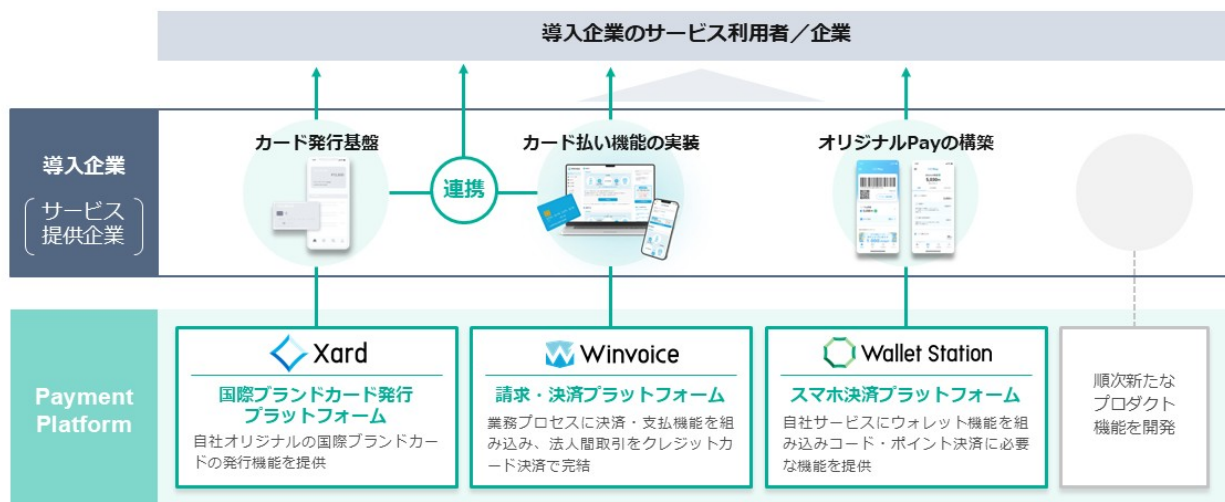 導入企業のサービス利用者／企業
導入企業
サービス
提供企業
カード発行基盤
連携
カード払い機能の実装
オリジナルPayの構築
Payment
Platform
Xard
国際ブランドカード発行
プラットフォーム
自社オリジナルの国際ブランドカー
ドの発行機能を提供
Winvoice
請求・決済プラットフォーム
業務プロセスに決済・支払機能を組
み込み、法人間取引をクレジットカ
ード決済で完結
Wallet Station
スマホ決済プラットフォーム
自社サービスにウォレット機能を組
み込みコード・ポイント決済に必要
な機能を提供
順次新たな
プロダクト
機能を開発